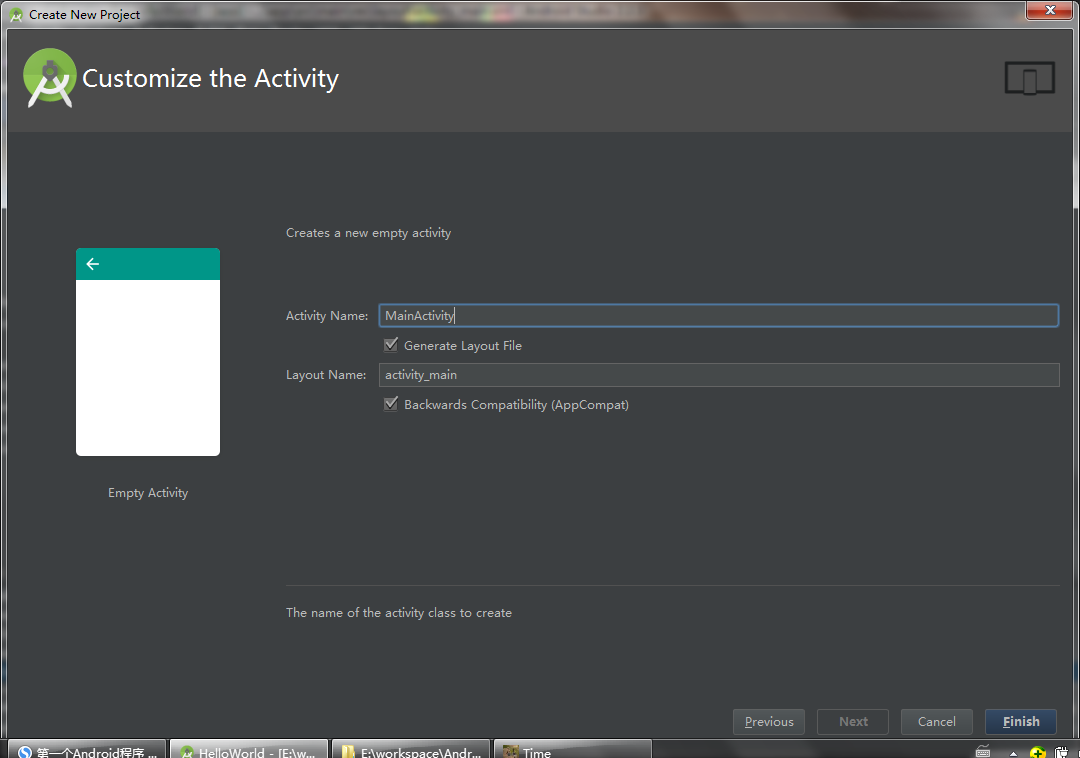 Create New Project
Customize the Activity
Creates a new empty activity
Activity Name: MainActivity
Generate Layout File
Layout Name: activity_main
Backwards Compatibility (AppCompat)
Empty Activity
The name of the activity class to create
Previous Next Cancel Finish
第一个Android程序 ... HelloWorld - [E:\w... E:\workspace\Andr... Time